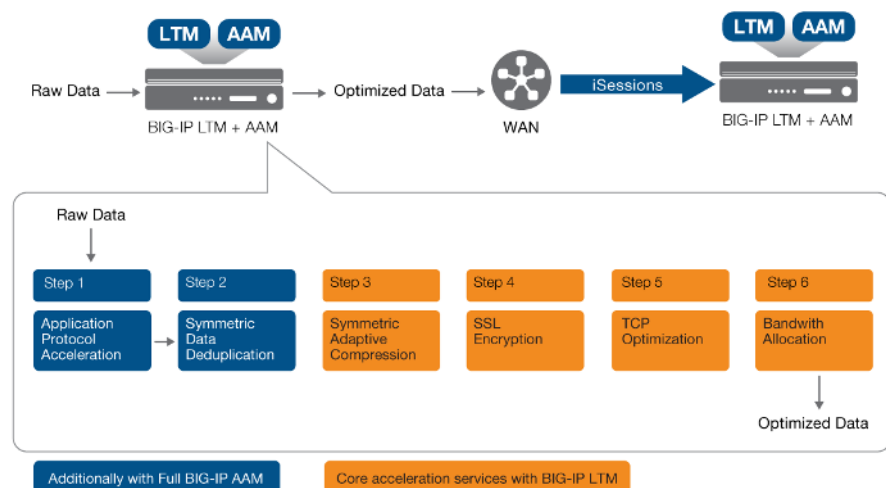 LTM AAM
LTM AAM
Raw Data
Optimized Data
iSessions
BIG-IP LTM + AAM
WAN
BIG-IP LTM + AAM
Raw Data
Step 1
Step 2
Step 3
Step 4
Step 5
Step 6
Application
Protocol
Acceleration
Symmetric
Data
Deduplication
Symmetric
Adaptive
Compression
SSL
Encryption
TCP
Optimization
Bandwith
Allocation
Optimized Data
Additionally with Full BIG-IP AAM
Core acceleration services with BIG-IP LTM